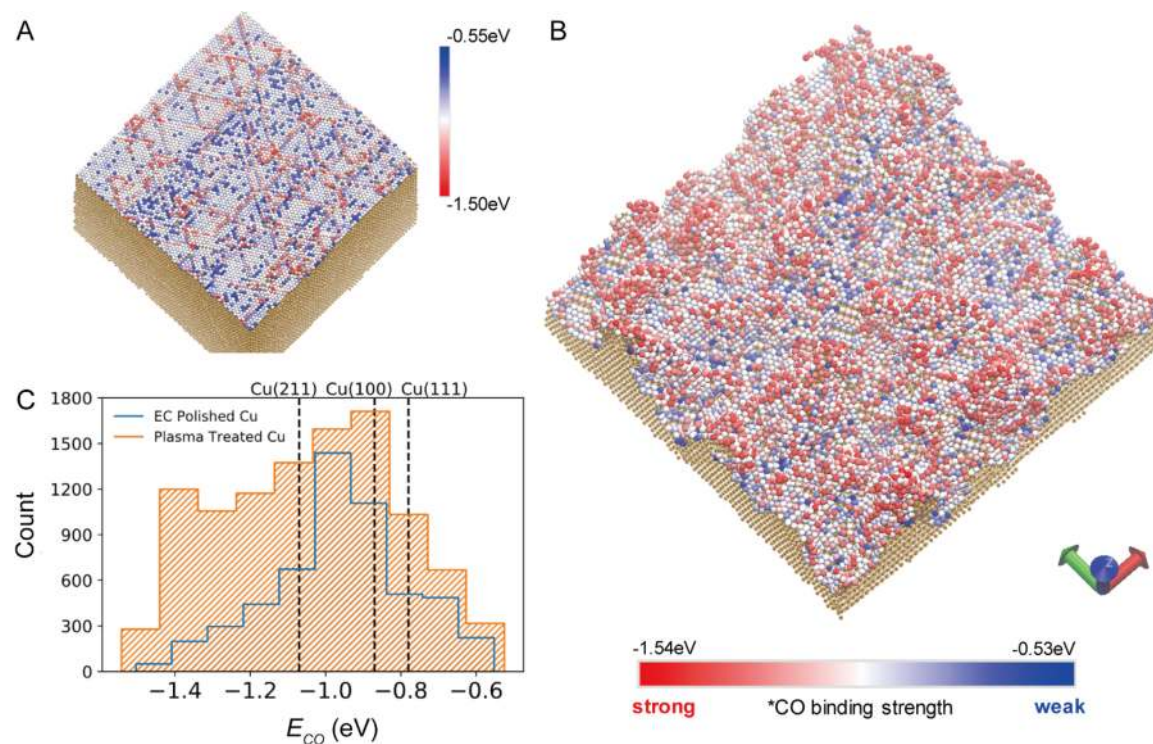 A
-0.55eV
-1.50eV
B
C
Cu(211) Cu(100) Cu(111)
EC Polished Cu
Plasma Treated Cu
1800
1500
1200
900
600
300
0
Count
−1.4 −1.2 −1.0 −0.8 −0.6
E_CO (eV)
Z
-1.54eV -0.53eV
strong *CO binding strength weak